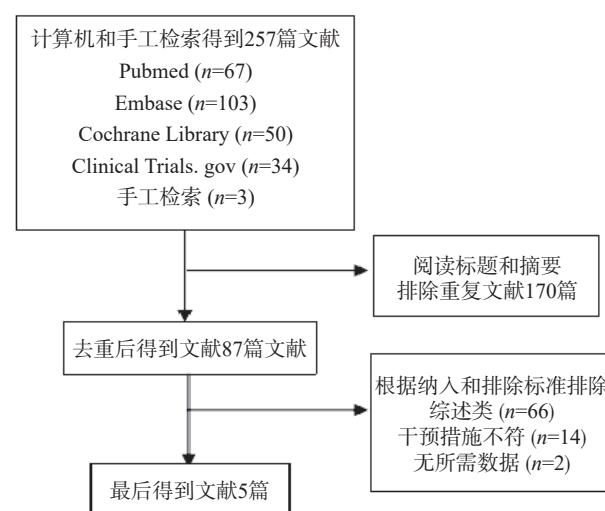 计算机和手工检索得到257篇文献
Pubmed (n=67)
Embase (n=103)
Cochrane Library (n=50)
Clinical Trials. gov (n=34)
手工检索 (n=3)
阅读标题和摘要
排除重复文献170篇
去重后得到文献87篇文献
根据纳入和排除标准排除
综述类 (n=66)
干预措施不符 (n=14)
无所需数据 (n=2)
最后得到文献5篇